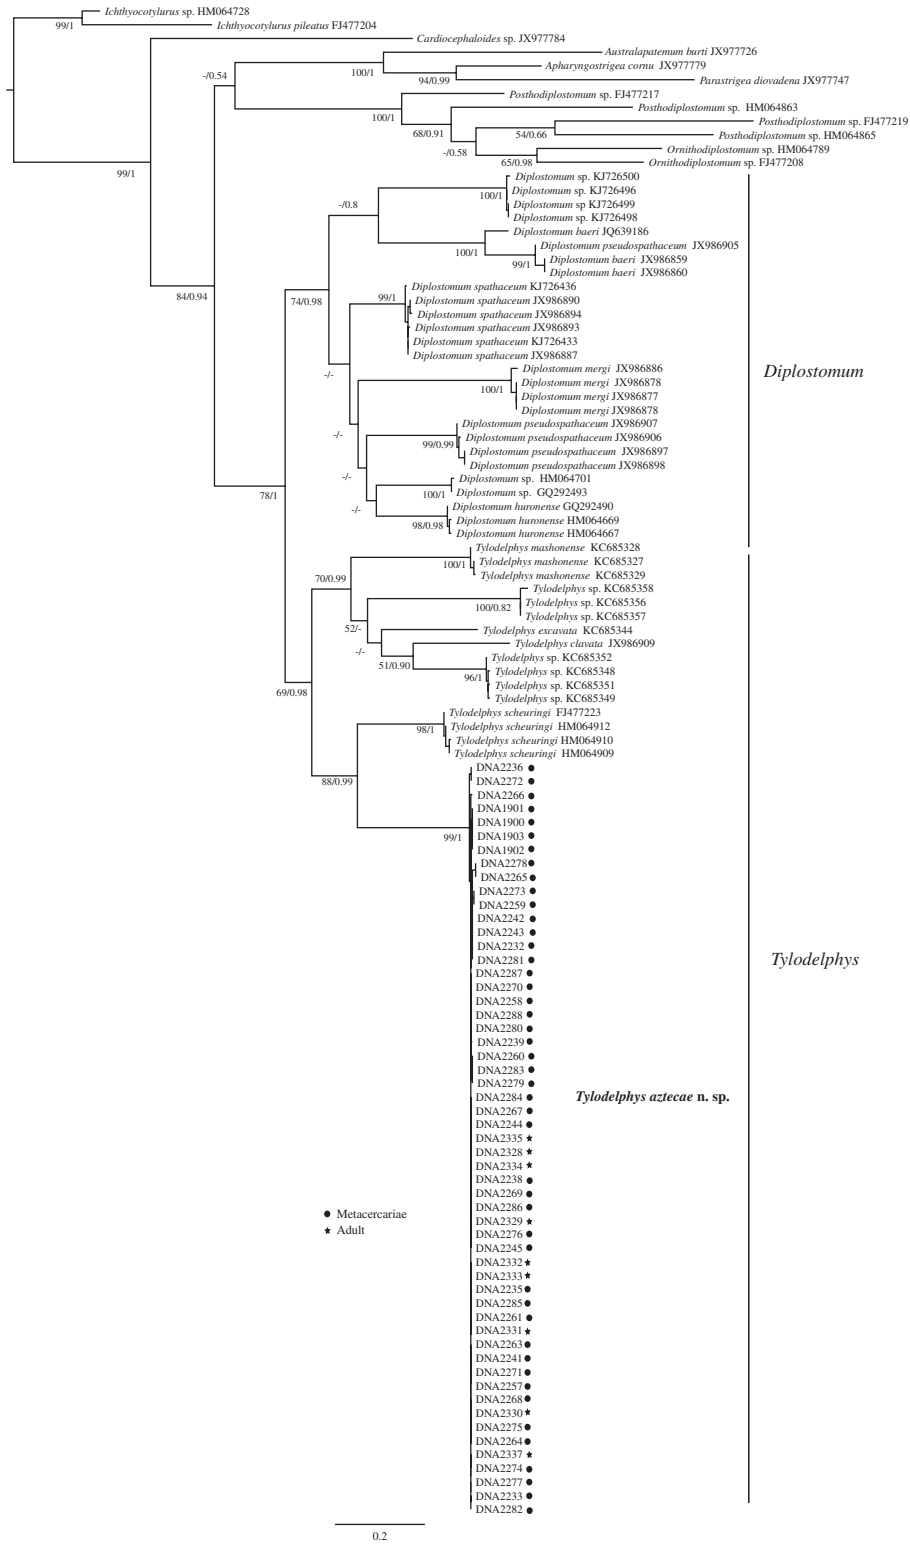 Ichthyocotylurus sp. HM064728
99/1
Ichthyocotylurus pileatus FJ477204
Cardiocephaloides sp. JX977784
Australapatemum burti JX977726
-/0.54
100/1
Apharyngostrigea cornu JX977779
94/0.99
Parastrigea diovadena JX977747
Posthodiplostomum sp. FJ477217
100/1
Posthodiplostomum sp. HM064863
68/0.91
Posthodiplostomum sp. FJ477219
54/0.66
Posthodiplostomum sp. HM064865
-/0.58
Ornithodiplostomum sp. HM064789
65/0.98
Ornithodiplostomum sp. FJ477208
99/1
Diplostomum sp. KJ726500
100/1
Diplostomum sp. KJ726496
-/0.8
Diplostomum sp KJ726499
Diplostomum sp. KJ726498
Diplostomum baeri JQ639186
100/1
Diplostomum pseudospathaceum JX986905
99/1
Diplostomum baeri JX986859
Diplostomum baeri JX986860
84/0.94
74/0.98
Diplostomum spathaceum KJ726436
99/1
Diplostomum spathaceum JX986890
Diplostomum spathaceum JX986894
Diplostomum spathaceum JX986893
Diplostomum spathaceum KJ726433
Diplostomum spathaceum JX986887
-/-
Diplostomum mergi JX986886
Diplostomum
100/1
Diplostomum mergi JX986878
Diplostomum mergi JX986877
Diplostomum mergi JX986878
Diplostomum pseudospathaceum JX986907
-/-
99/0.99
Diplostomum pseudospathaceum JX986906
Diplostomum pseudospathaceum JX986897
Diplostomum pseudospathaceum JX986898
-/-
Diplostomum sp. HM064701
100/1
Diplostomum sp. GQ292493
78/1
-/-
Diplostomum huronense GQ292490
98/0.98
Diplostomum huronense HM064669
Diplostomum huronense HM064667
Tylodelphys mashonense KC685328
100/1
Tylodelphys mashonense KC685327
70/0.99
Tylodelphys mashonense KC685329
Tylodelphys sp. KC685358
100/0.82
Tylodelphys sp. KC685356
Tylodelphys sp. KC685357
52/-
Tylodelphys excavata KC685344
-/-
Tylodelphys clavata JX986909
51/0.90
Tylodelphys sp. KC685352
96/1
Tylodelphys sp. KC685348
Tylodelphys sp. KC685351
69/0.98
Tylodelphys sp. KC685349
Tylodelphys scheuringi FJ477223
98/1
Tylodelphys scheuringi HM064912
Tylodelphys scheuringi HM064910
Tylodelphys scheuringi HM064909
88/0.99
DNA2236
DNA2272
DNA2266
DNA1901
DNA1900
99/1
DNA1903
DNA1902
DNA2278
DNA2265
DNA2273
DNA2259
DNA2242
DNA2243
DNA2232
DNA2281
Tylodelphys
DNA2287
DNA2270
DNA2258
DNA2288
DNA2280
DNA2239
DNA2260
DNA2283
DNA2279
DNA2284
Tylodelphys aztecae n. sp.
DNA2267
DNA2244
DNA2335
DNA2328
DNA2334
DNA2238
DNA2269
DNA2286
Metacercariae
DNA2329
Adult
DNA2276
DNA2245
DNA2332
DNA2333
DNA2235
DNA2285
DNA2261
DNA2331
DNA2263
DNA2241
DNA2271
DNA2257
DNA2268
DNA2330
DNA2275
DNA2264
DNA2337
DNA2274
DNA2277
DNA2233
DNA2282
0.2